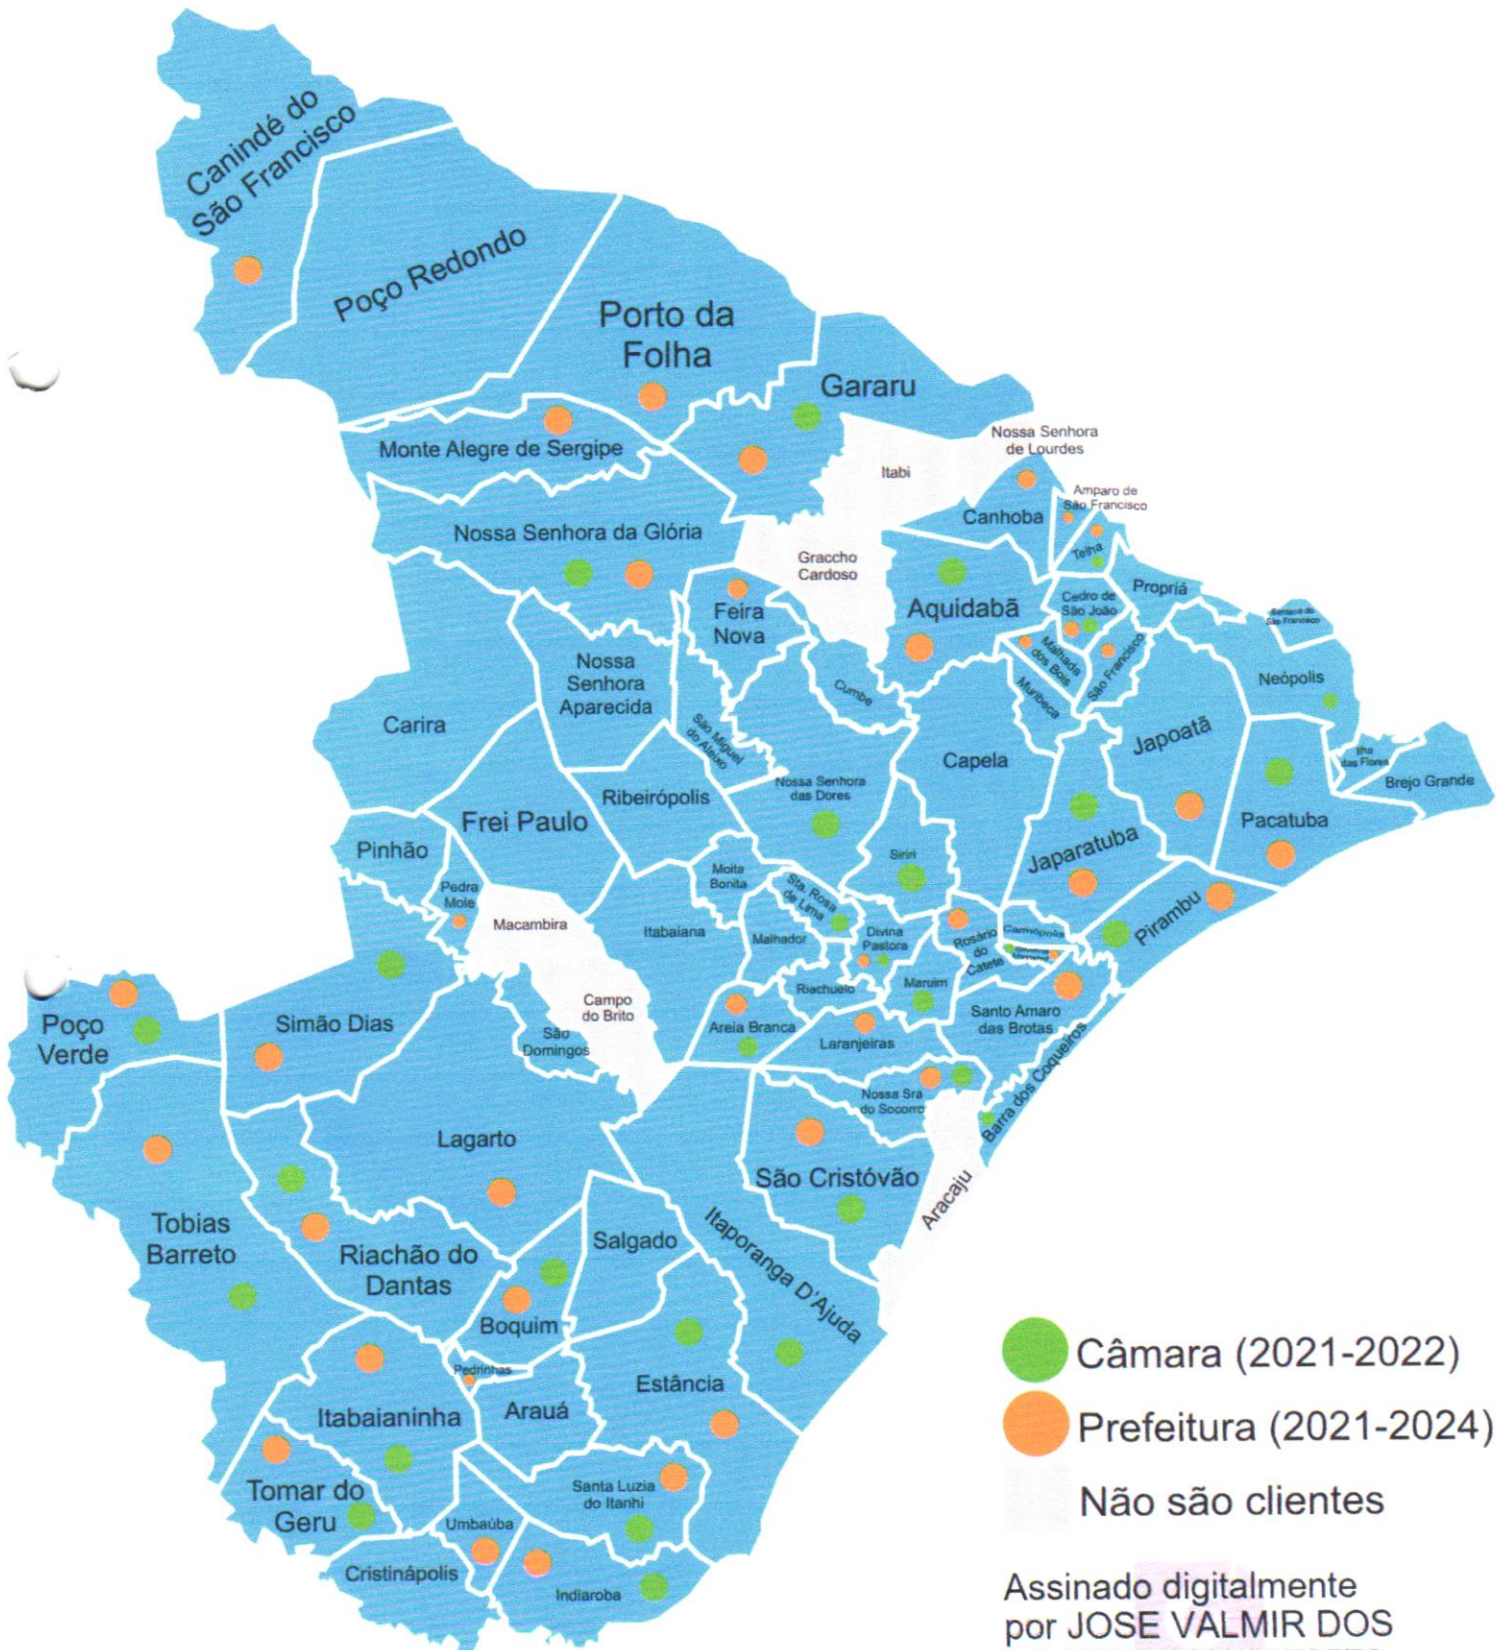 Canindé do
São Francisco
Poço Redondo
Porto da
Folha
Gararu
Monte Alegre de Sergipe
Nossa Senhora
de Lourdes
Itabi
Amparo de
São Francisco
Canhoba
Nossa Senhora da Glória
Telha
Graccho
Cardoso
Propriá
Feira
Nova
Aquidabã
Cedro de
São João
Santana do
São Francisco
Malhada
dos Bois
São Francisco
Nossa
Senhora
Aparecida
Cumbe
Muribeca
Neópolis
Carira
São Miguel
do Aleixo
Japoatã
Capela
Ilha
das Flores
Brejo Grande
Nossa Senhora
das Dores
Ribeirópolis
Frei Paulo
Pacatuba
Pinhão
Japaratuba
Siriri
Moita
Bonita
Pedra
Mole
Sta. Rosa
de Lima
Macambira
Itabaiana
Malhador
Divina
Pastora
Rosário
do
Catete
Carmópolis
Pirambu
Riachuelo
Maruim
Campo
do Brito
Santo Amaro
das Brotas
Poço
Verde
Simão Dias
São
Domingos
Areia Branca
Laranjeiras
Barra dos Coqueiros
Nossa Sra
do Socorro
Lagarto
São Cristóvão
Aracaju
Tobias
Barreto
Riachão do
Dantas
Salgado
Itaporanga D'Ajuda
Boquim
Pedrinhas
Estância
Itabaianinha
Arauá
Tomar do
Geru
Santa Luzia
do Itanhi
Umbaúba
Cristinápolis
Indiaroba
Câmara (2021-2022)
Prefeitura (2021-2024)
Não são clientes
Assinado digitalmente
por JOSE VALMIR DOS